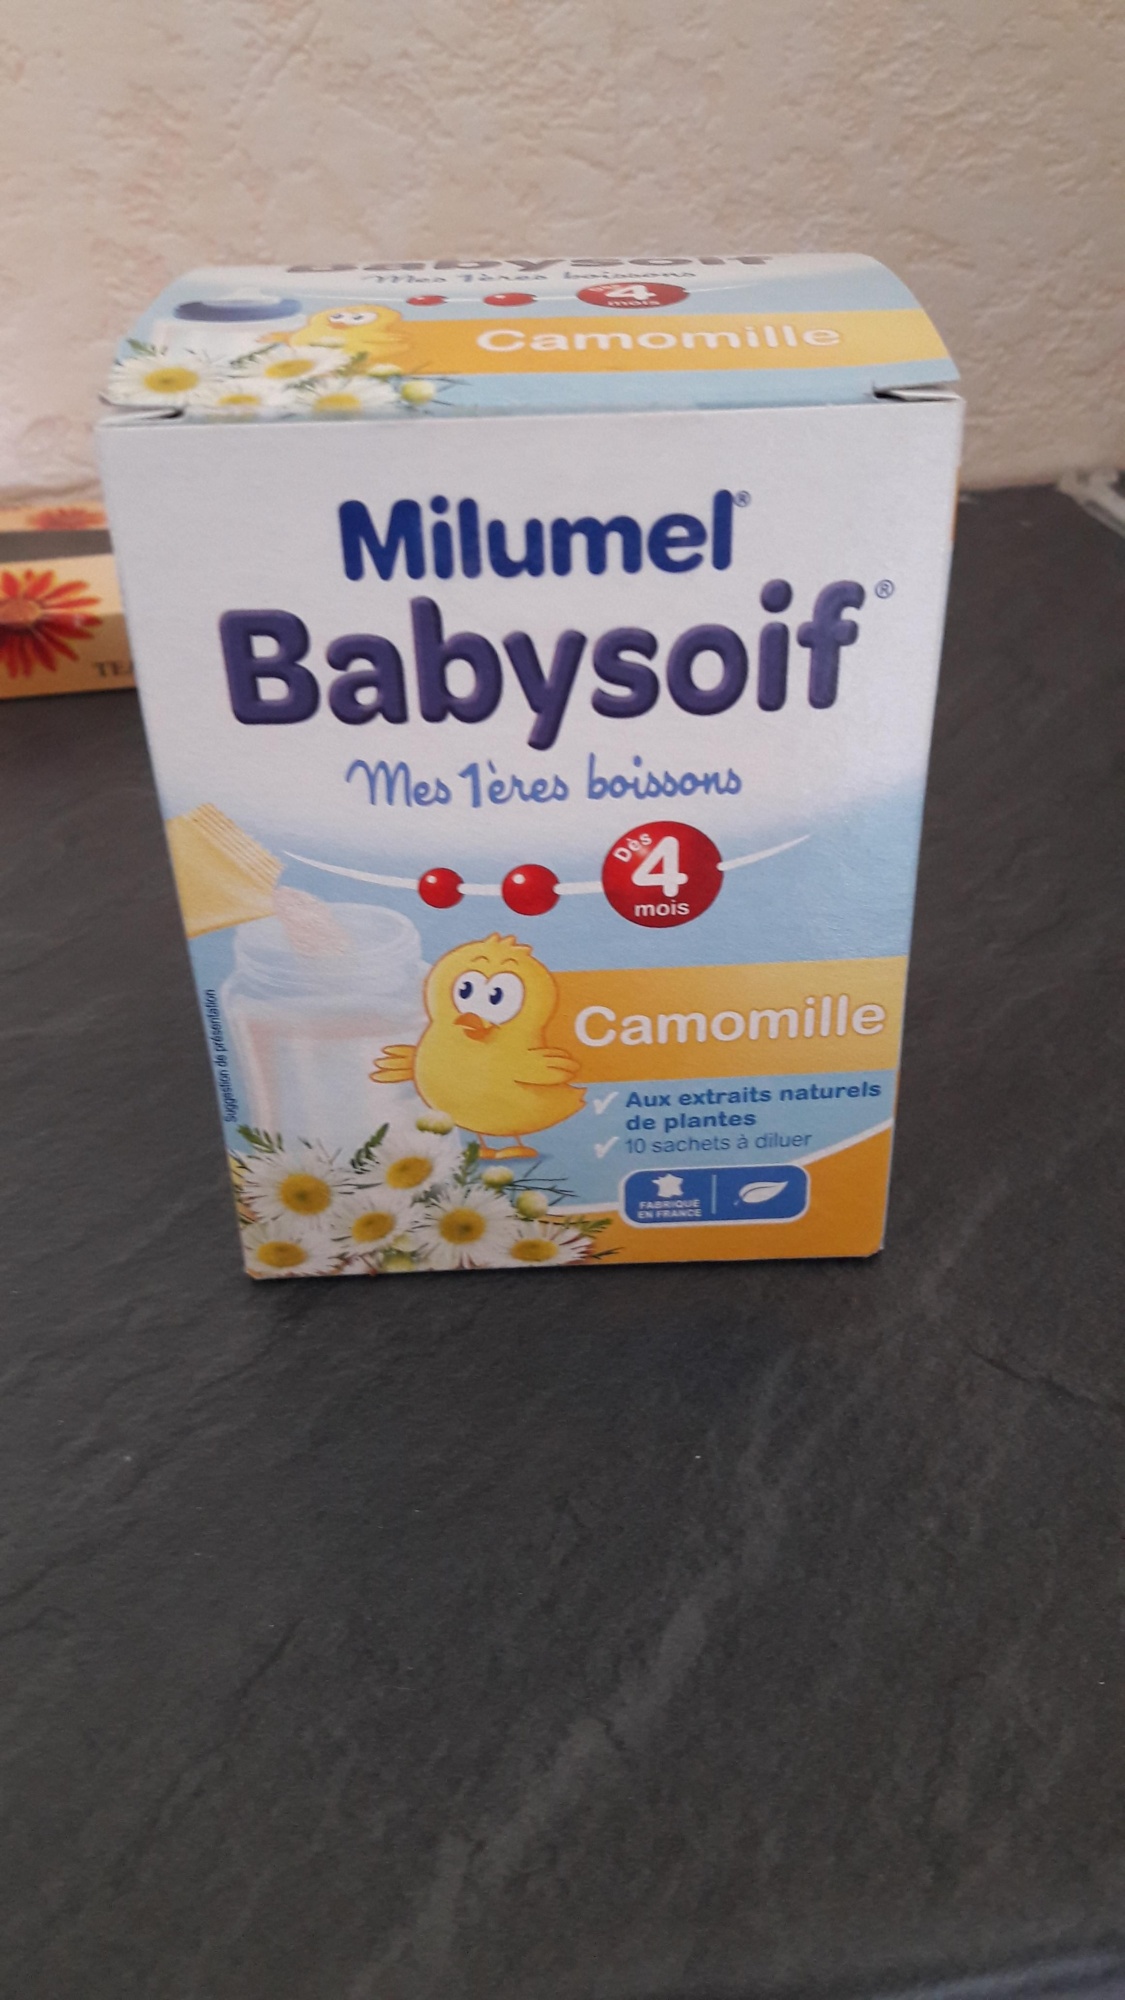 Babysoif
Mes 1ères boissons
Dès
4
mois
Camomille
Milumel®
Babysoif®
Mes 1ères boissons
Dès
4
mois
Camomille
Aux extraits naturels
de plantes
10 sachets à diluer
FABRIQUÉ
EN FRANCE
Suggestion de présentation